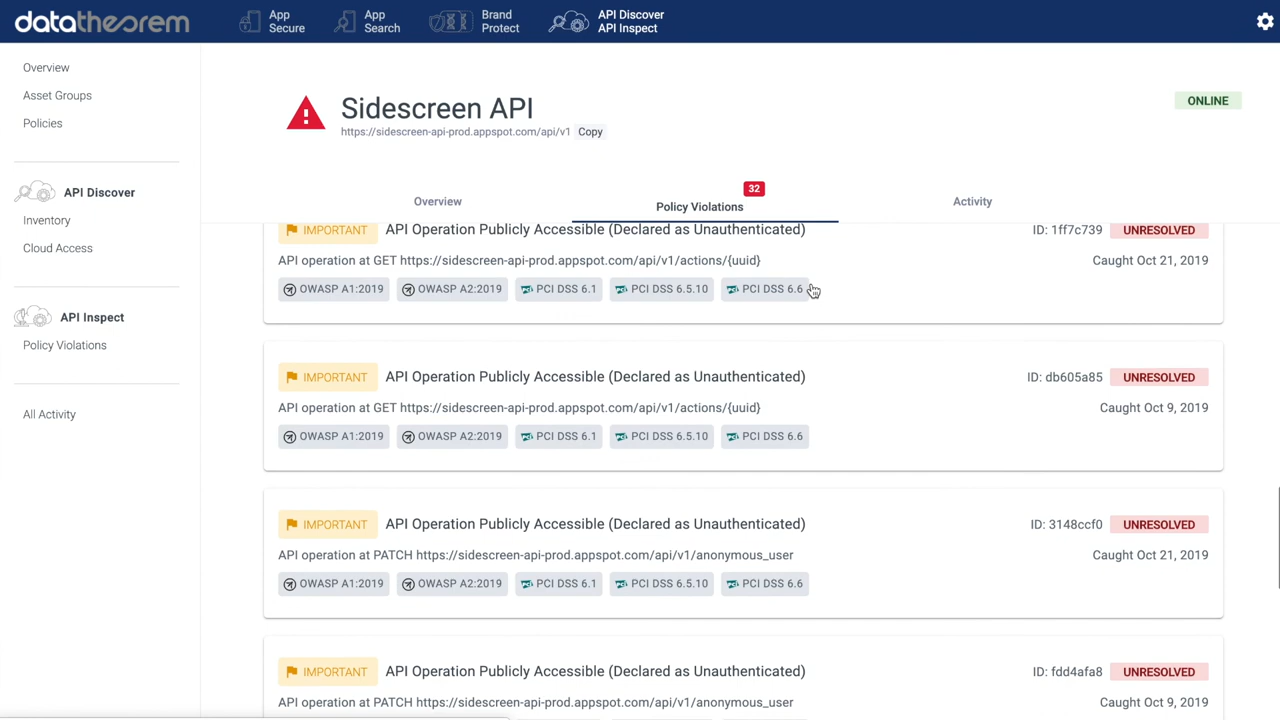 datatheorem
App
Secure
App
Search
Brand
Protect
API Discover
API Inspect
Overview
Asset Groups
Policies
API Discover
Inventory
Cloud Access
API Inspect
Policy Violations
All Activity
Sidescreen API
ONLINE
https://sidescreen-api-prod.appspot.com/api/v1 Copy
32
Overview Policy Violations Activity
IMPORTANT API Operation Publicly Accessible (Declared as Unauthenticated) ID: 1ff7c739 UNRESOLVED
API operation at GET https://sidescreen-api-prod.appspot.com/api/v1/actions/{uuid} Caught Oct 21, 2019
OWASP A1:2019 OWASP A2:2019 PCI DSS 6.1 PCI DSS 6.5.10 PCI DSS 6.6
IMPORTANT API Operation Publicly Accessible (Declared as Unauthenticated) ID: db605a85 UNRESOLVED
API operation at GET https://sidescreen-api-prod.appspot.com/api/v1/actions/{uuid} Caught Oct 9, 2019
OWASP A1:2019 OWASP A2:2019 PCI DSS 6.1 PCI DSS 6.5.10 PCI DSS 6.6
IMPORTANT API Operation Publicly Accessible (Declared as Unauthenticated) ID: 3148ccf0 UNRESOLVED
API operation at PATCH https://sidescreen-api-prod.appspot.com/api/v1/anonymous_user Caught Oct 21, 2019
OWASP A1:2019 OWASP A2:2019 PCI DSS 6.1 PCI DSS 6.5.10 PCI DSS 6.6
IMPORTANT API Operation Publicly Accessible (Declared as Unauthenticated) ID: fdd4afa8 UNRESOLVED
API operation at PATCH https://sidescreen-api-prod.appspot.com/api/v1/anonymous_user Caught Oct 9, 2019